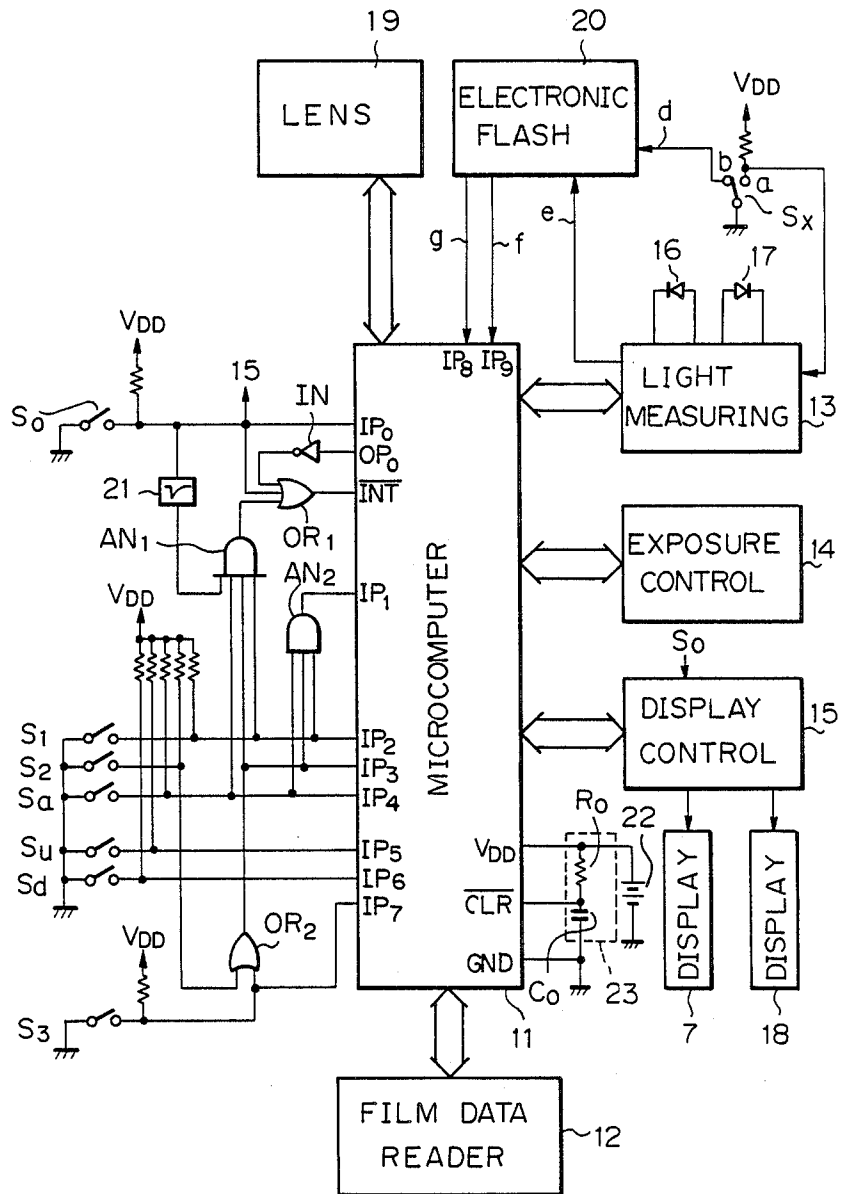 19
20
LENS
ELECTRONIC
FLASH
VDD
d
b
a
Sx
e
g
f
16
17
VDD
15
IN
IP8 IP9
LIGHT
MEASURING
13
S0
IP0
OP0
INT
21
AN1
OR1
AN2
IP1
VDD
MICROCOMPUTER
EXPOSURE
CONTROL
14
S0
DISPLAY
CONTROL
15
S1
S2
Sa
Su
Sd
IP2
IP3
IP4
IP5
IP6
IP7
R0
22
VDD
CLR
GND
C0
23
OR2
VDD
S3
11
DISPLAY
DISPLAY
7
18
FILM DATA
READER
12